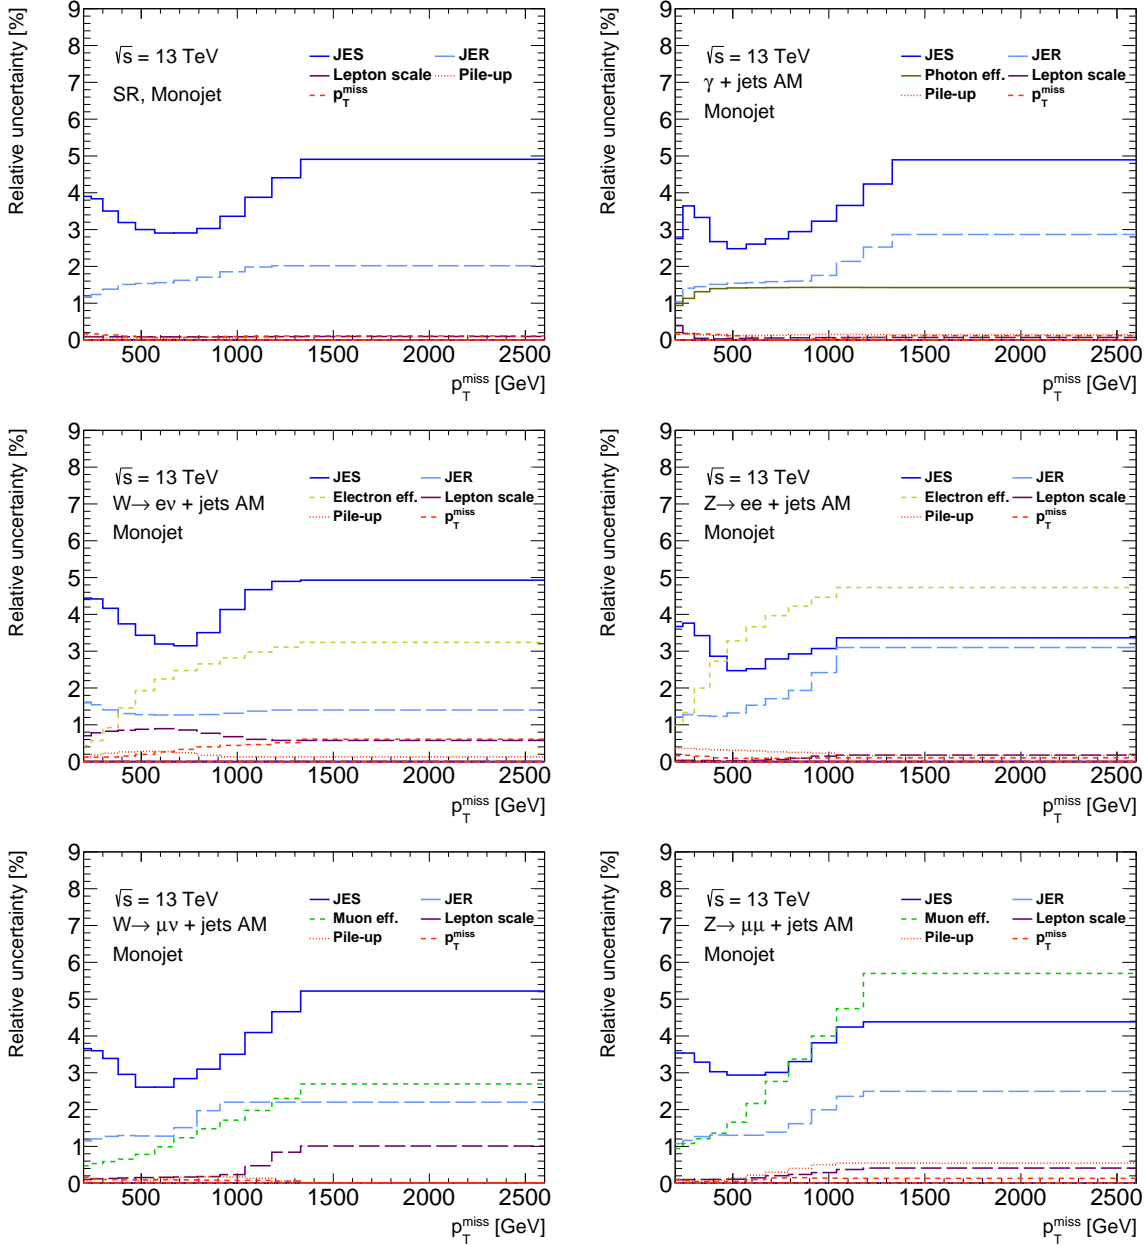 Relative uncertainty [%]
9
8
7
6
5
4
3
2
1
0
√s = 13 TeV
SR, Monojet
JES
JER
Lepton scale
Pile-up
p_T^miss
500 1000 1500 2000 2500
p_T^miss [GeV]
Relative uncertainty [%]
9
8
7
6
5
4
3
2
1
0
√s = 13 TeV
γ + jets AM
Monojet
JES
JER
Photon eff.
Lepton scale
Pile-up
p_T^miss
500 1000 1500 2000 2500
p_T^miss [GeV]
Relative uncertainty [%]
9
8
7
6
5
4
3
2
1
0
√s = 13 TeV
W→ eν + jets AM
Monojet
JES
JER
Electron eff.
Lepton scale
Pile-up
p_T^miss
500 1000 1500 2000 2500
p_T^miss [GeV]
Relative uncertainty [%]
9
8
7
6
5
4
3
2
1
0
√s = 13 TeV
Z→ ee + jets AM
Monojet
JES
JER
Electron eff.
Lepton scale
Pile-up
p_T^miss
500 1000 1500 2000 2500
p_T^miss [GeV]
Relative uncertainty [%]
9
8
7
6
5
4
3
2
1
0
√s = 13 TeV
W→ μν + jets AM
Monojet
JES
JER
Muon eff.
Lepton scale
Pile-up
p_T^miss
500 1000 1500 2000 2500
p_T^miss [GeV]
Relative uncertainty [%]
9
8
7
6
5
4
3
2
1
0
√s = 13 TeV
Z→ μμ + jets AM
Monojet
JES
JER
Muon eff.
Lepton scale
Pile-up
p_T^miss
500 1000 1500 2000 2500
p_T^miss [GeV]